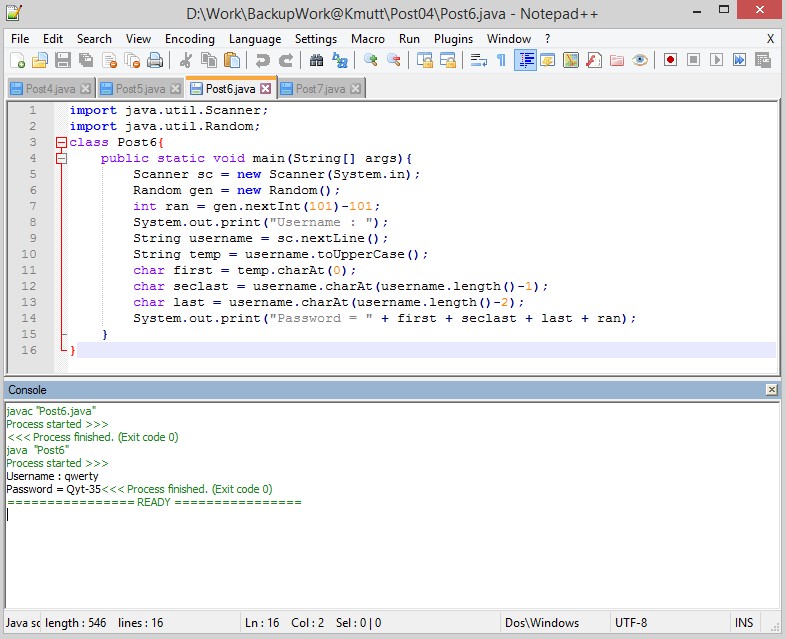 D:\Work\BackupWork@Kmutt\Post04\Post6.java - Notepad++
File Edit Search View Encoding Language Settings Macro Run Plugins Window ? X
Post4.java Post5.java Post6.java Post7.java
1 import java.util.Scanner;
2 import java.util.Random;
3 class Post6{
4 public static void main(String[] args){
5 Scanner sc = new Scanner(System.in);
6 Random gen = new Random();
7 int ran = gen.nextInt(101)-101;
8 System.out.print("Username : ");
9 String username = sc.nextLine();
10 String temp = username.toUpperCase();
11 char first = temp.charAt(0);
12 char seclast = username.charAt(username.length()-1);
13 char last = username.charAt(username.length()-2);
14 System.out.print("Password = " + first + seclast + last + ran);
15 }
16 }
Console
javac "Post6.java"
Process started >>>
<<< Process finished. (Exit code 0)
java "Post6"
Process started >>>
Username : qwerty
Password = Qyt-35<<< Process finished. (Exit code 0)
================ READY ================
Java sc length : 546 lines : 16 Ln : 16 Col : 2 Sel : 0 | 0 Dos\Windows UTF-8 INS